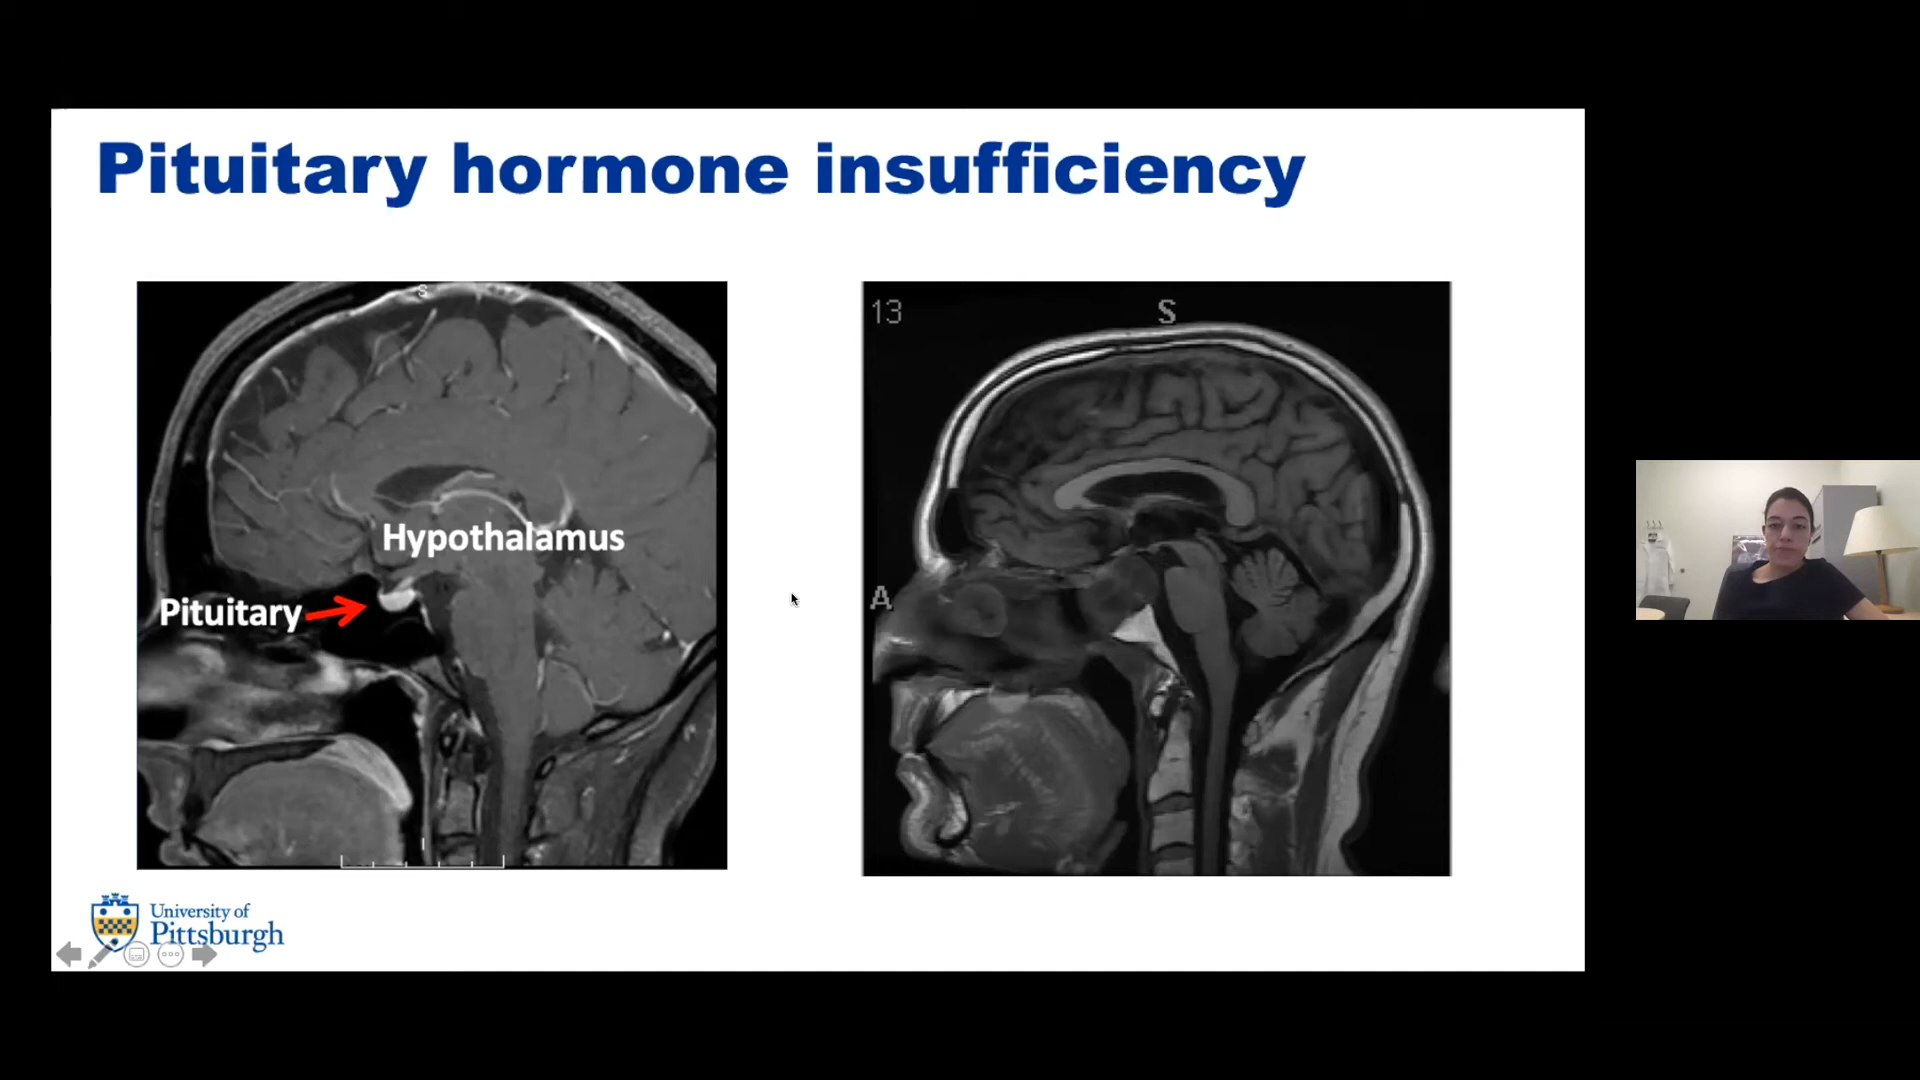 Pituitary hormone insufficiency
S
Hypothalamus
Pituitary
13
S
A
University of
Pittsburgh